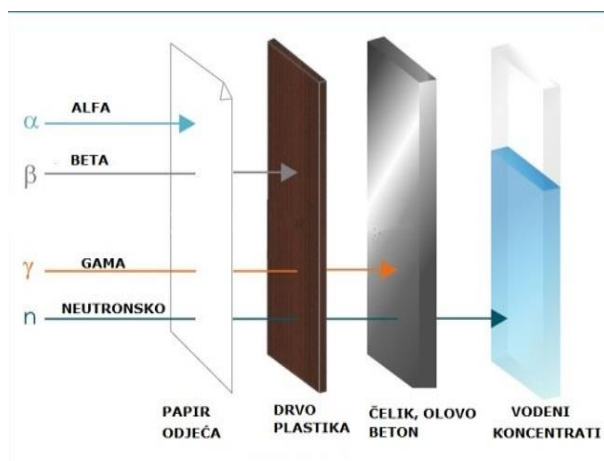 α ALFA
β BETA
γ GAMA
n NEUTRONSKO
PAPIR
ODJEĆA
DRVO
PLASTIKA
ČELIK, OLOVO
BETON
VODENI
KONCENTRATI